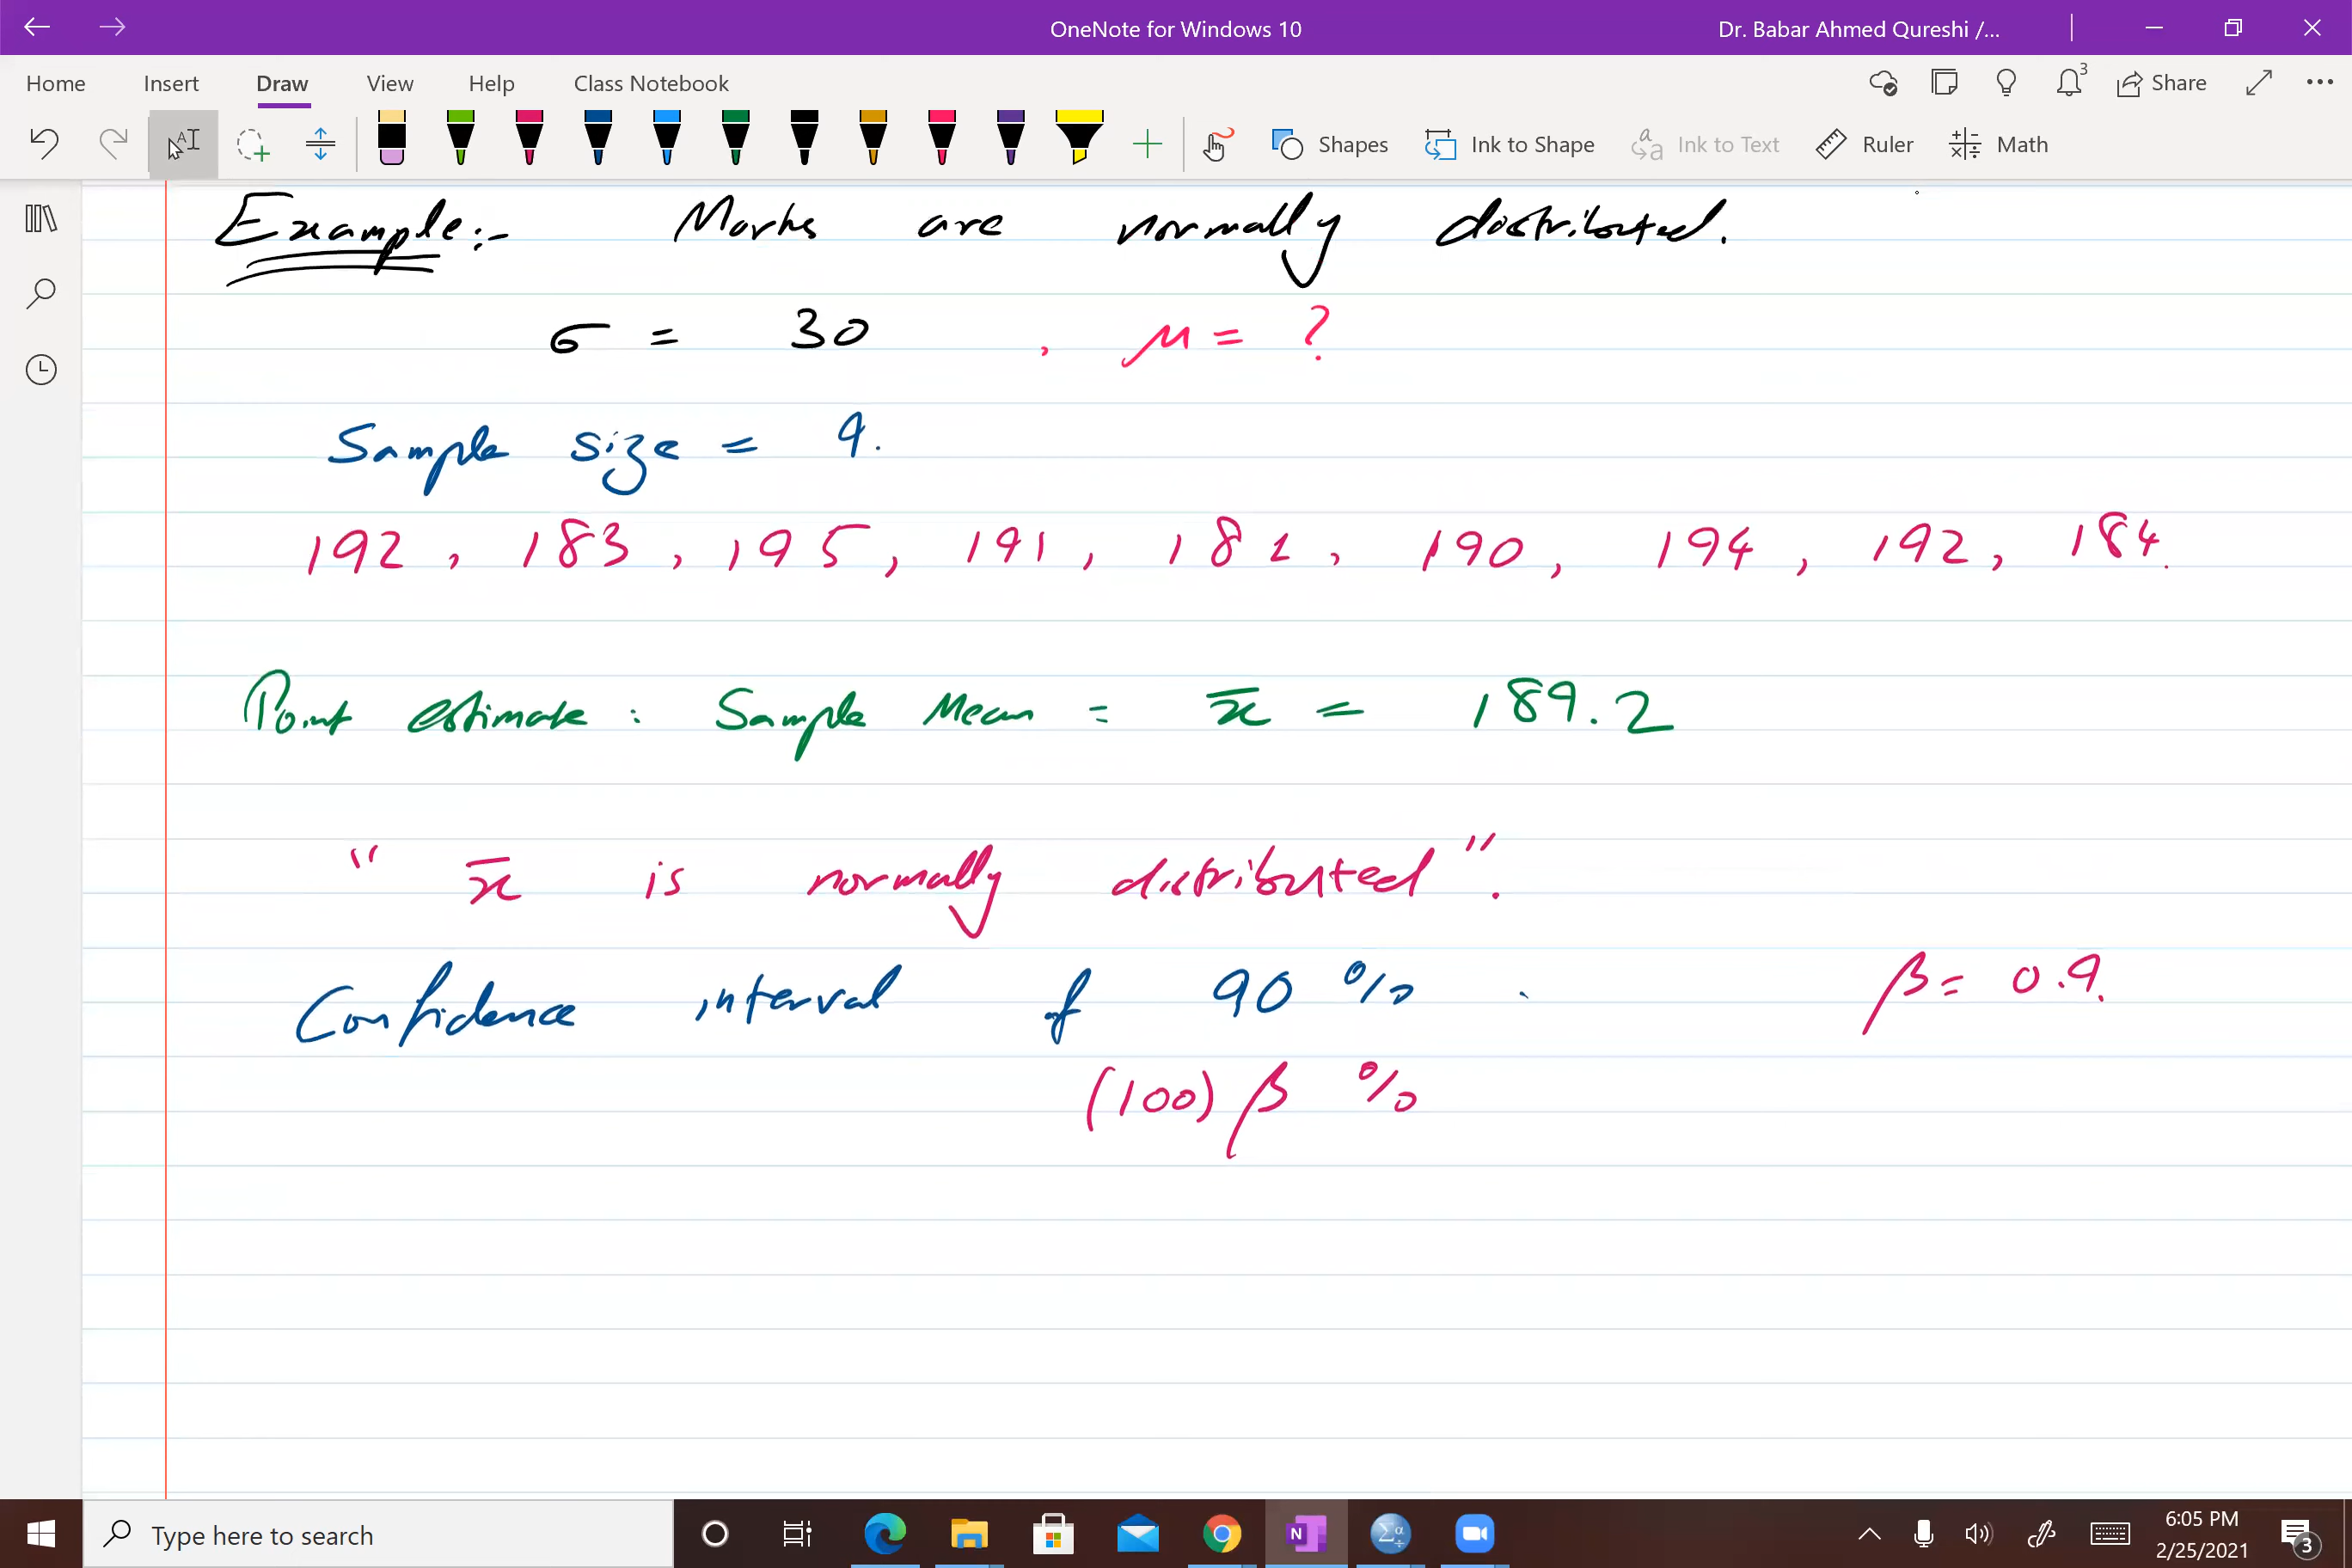 OneNote for Windows 10 Dr. Babar Ahmed Qureshi /...
Home Insert Draw View Help Class Notebook 3 Share
Shapes Ink to Shape Ink to Text Ruler Math
Example:- Marks are normally distributed.
σ = 30 , μ = ?
Sample size = 9.
192 , 183 , 195 , 191 , 181 , 190 , 194 , 192 , 184.
Point estimate : Sample Mean = x̄ = 189.2
" x̄ is normally distributed".
Confidence interval of 90 % . β = 0.9.
(100) β %
Type here to search
6:05 PM
2/25/2021
3